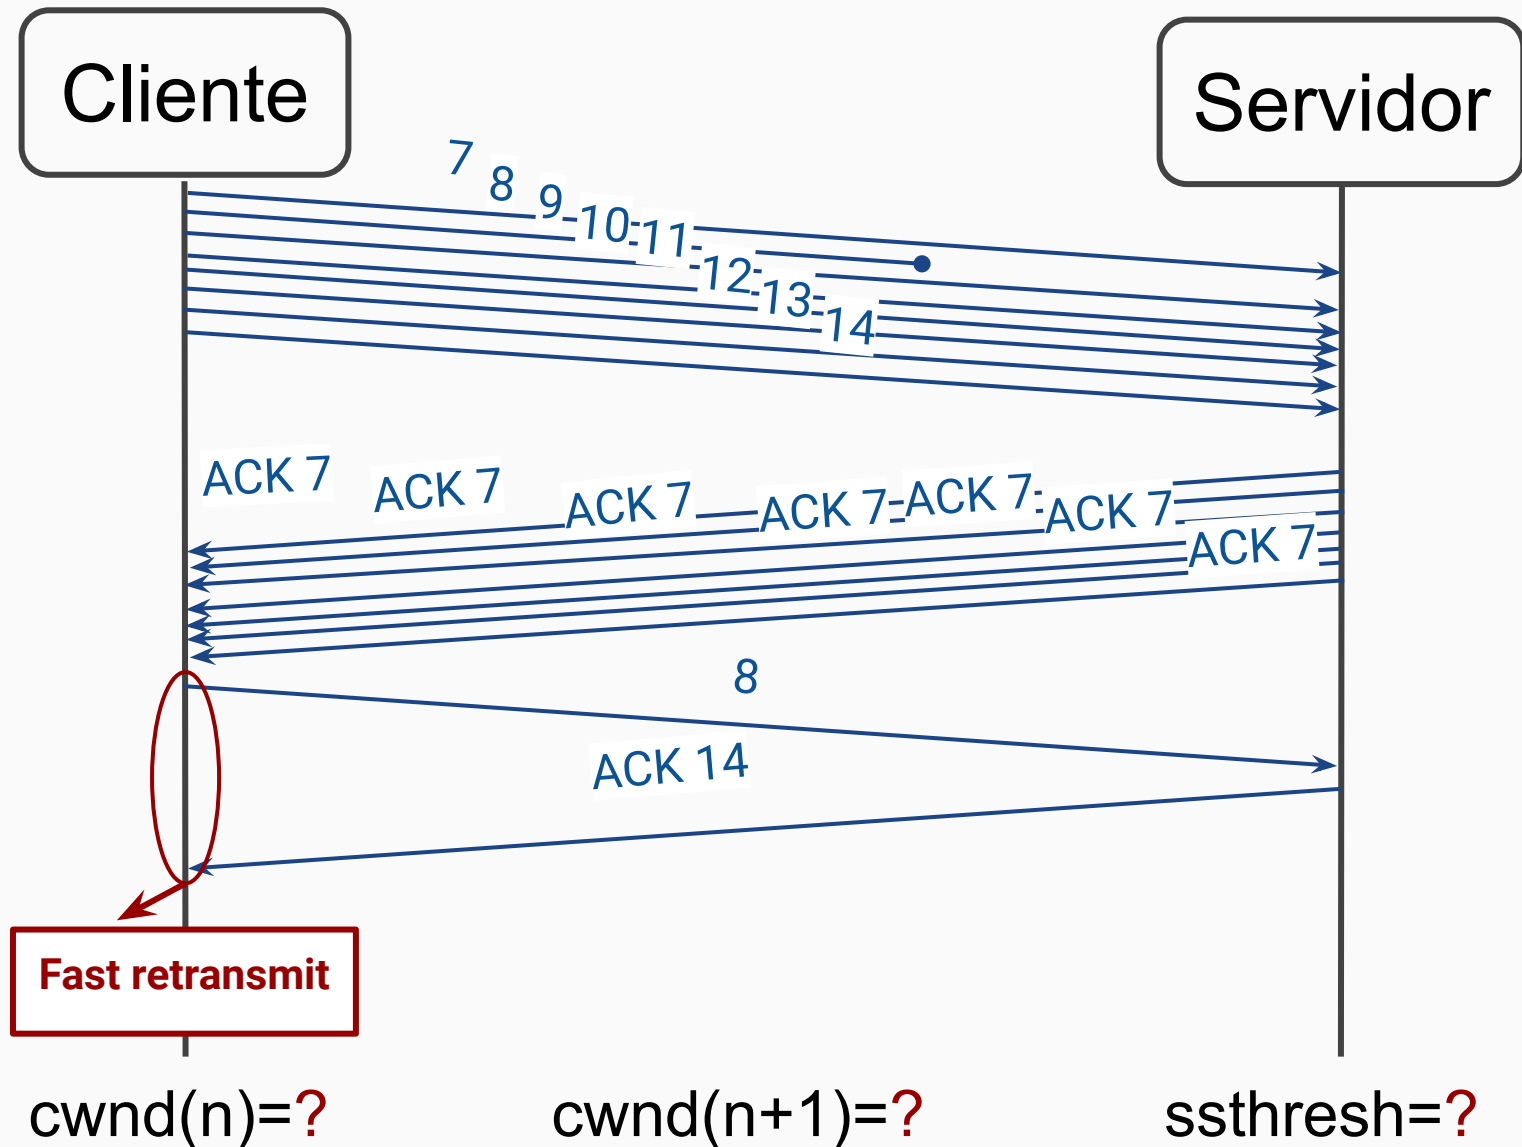 Cliente
Servidor
7
8
9
10
11
12
13
14
ACK 7
ACK 7
ACK 7
ACK 7
ACK 7
ACK 7
ACK 7
8
ACK 14
Fast retransmit
cwnd(n)=?
cwnd(n+1)=?
ssthresh=?